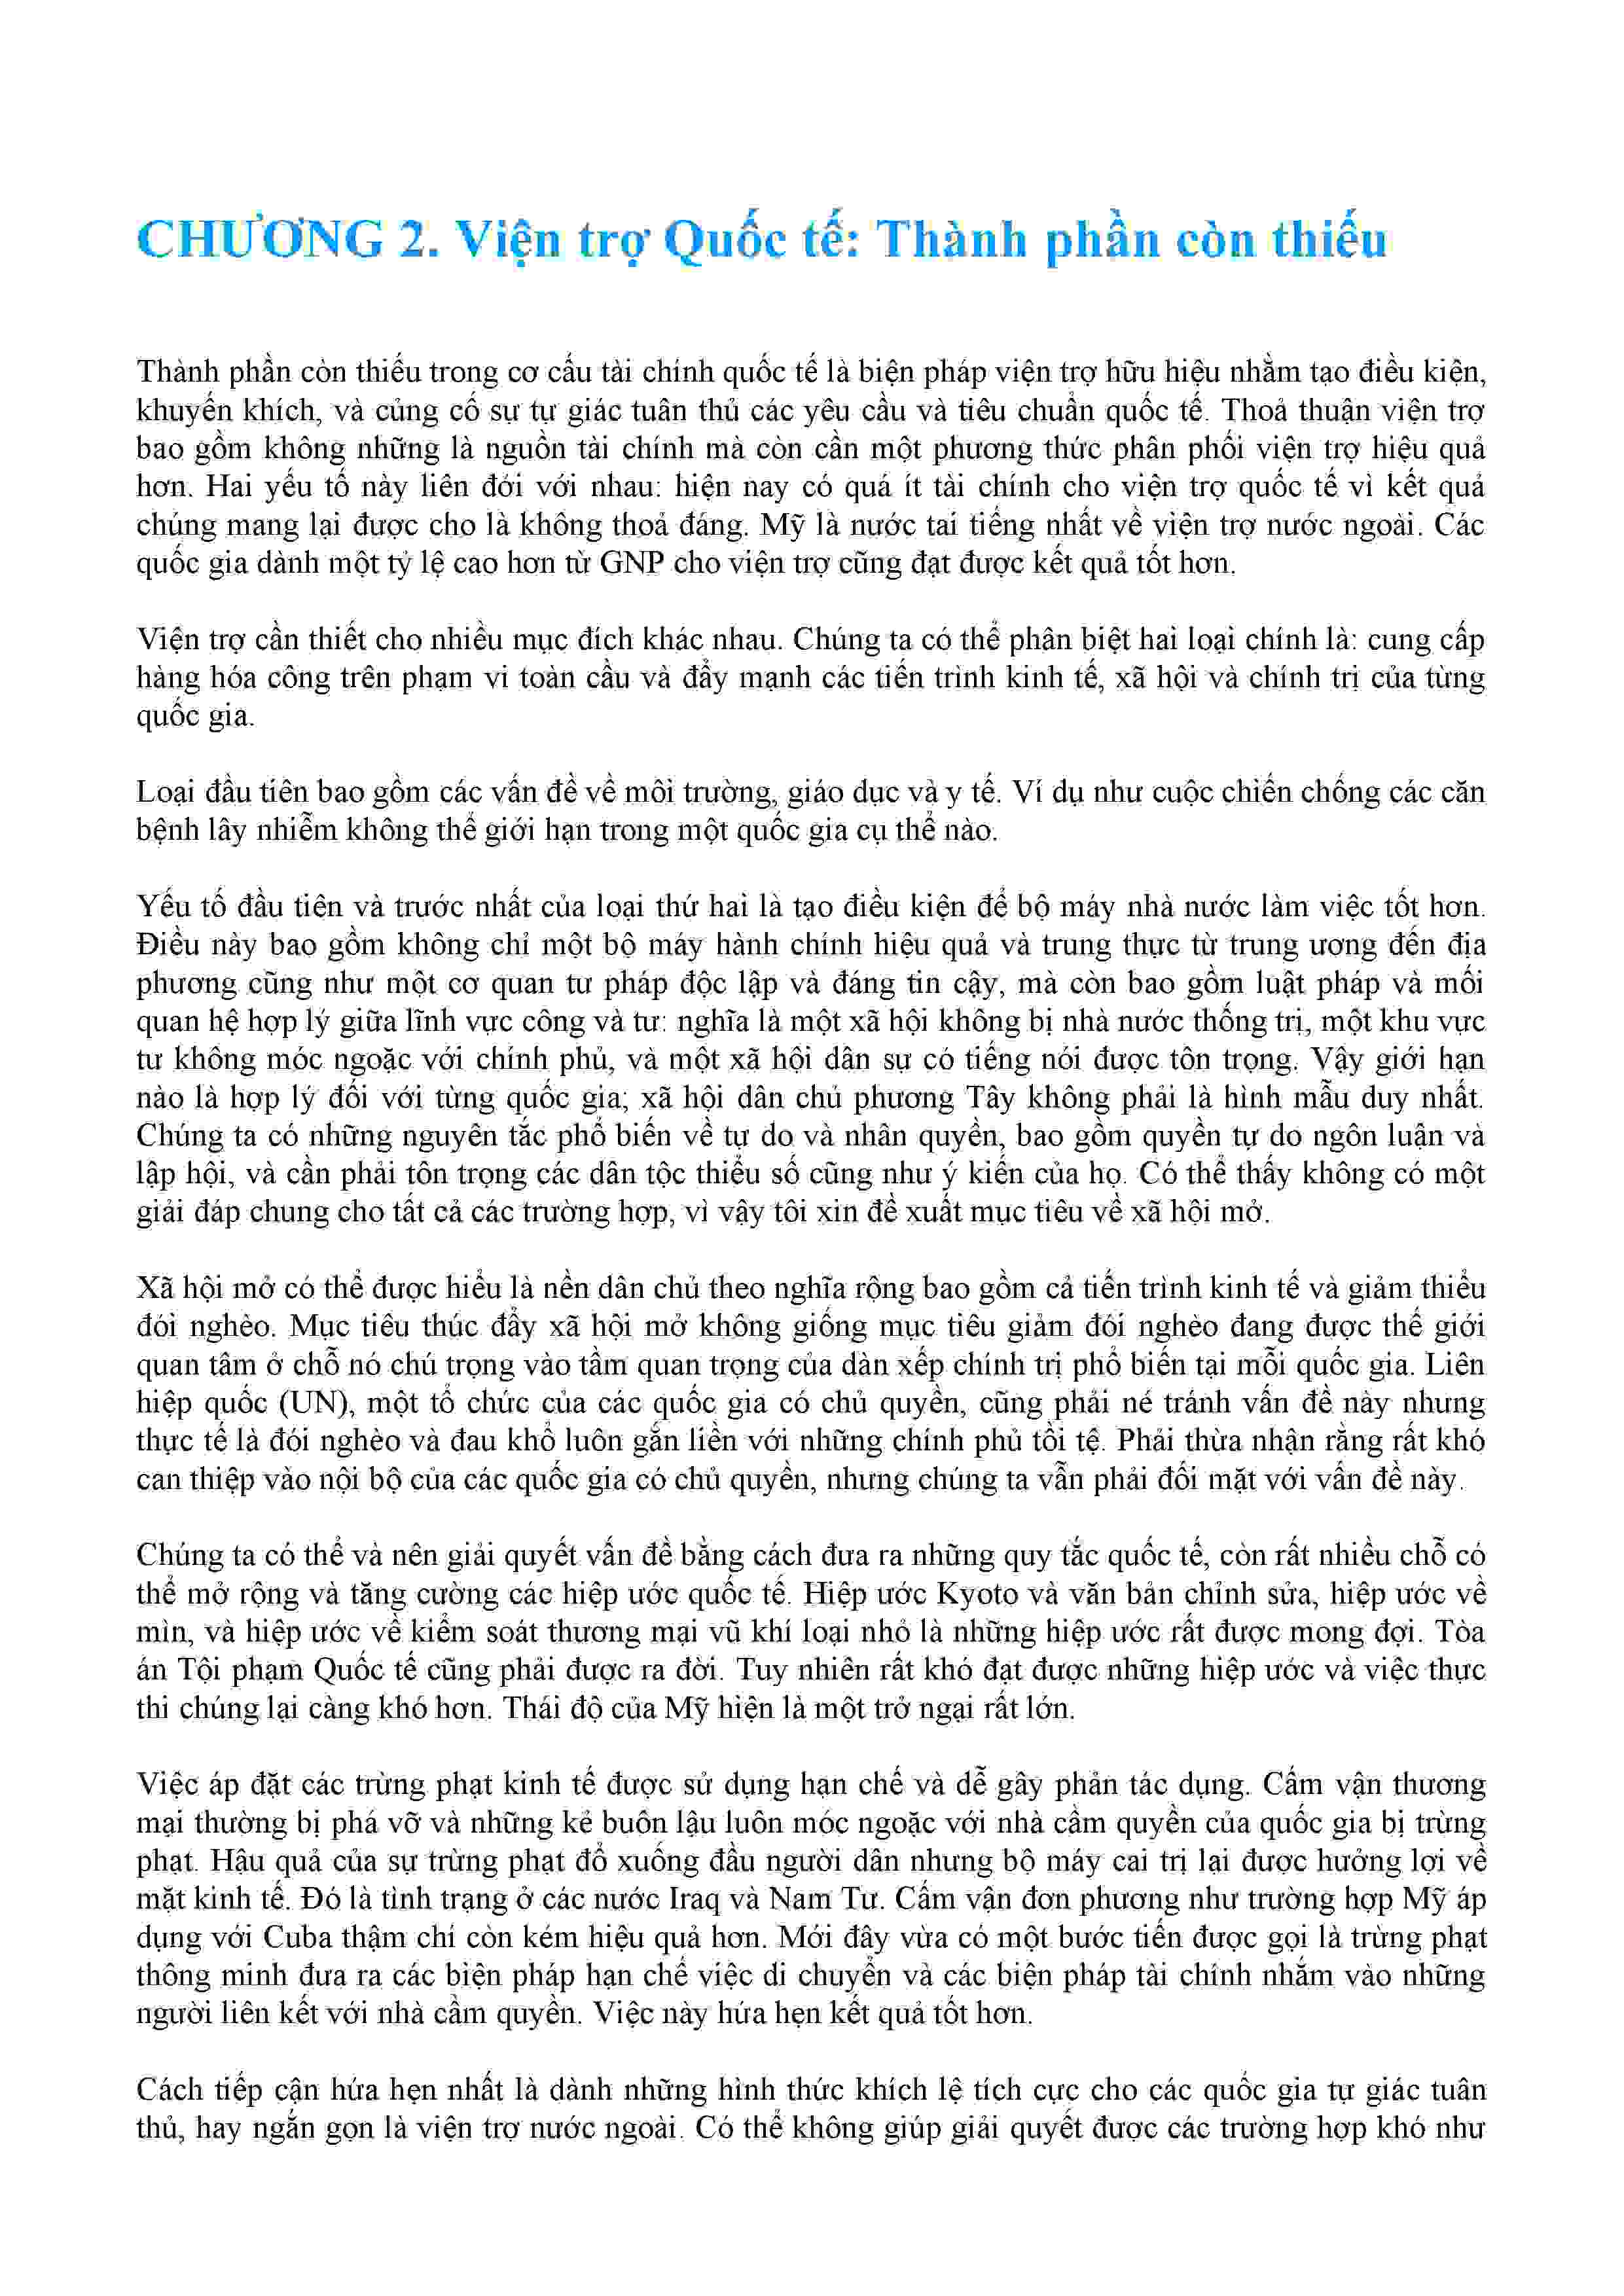 CHƯƠNG 2. Viện trợ Quốc tế: Thành phần còn thiếu
Thành phần còn thiếu trong cơ cấu tài chính quốc tế là biện pháp viện trợ hữu hiệu nhằm tạo điều kiện,
khuyến khích, và củng cố sự tự giác tuân thủ các yêu cầu và tiêu chuẩn quốc tế. Thoả thuận viện trợ
bao gồm không những là nguồn tài chính mà còn cần một phương thức phân phối viện trợ hiệu quả
hơn. Hai yếu tố này liên đới với nhau: hiện nay có quá ít tài chính cho viện trợ quốc tế vì kết quả
chúng mang lại được cho là không thoả đáng. Mỹ là nước tai tiếng nhất về viện trợ nước ngoài. Các
quốc gia dành một tỷ lệ cao hơn từ GNP cho viện trợ cũng đạt được kết quả tốt hơn.
Viện trợ cần thiết cho nhiều mục đích khác nhau. Chúng ta có thể phân biệt hai loại chính là: cung cấp
hàng hóa công trên phạm vi toàn cầu và đẩy mạnh các tiến trình kinh tế, xã hội và chính trị của từng
quốc gia.
Loại đầu tiên bao gồm các vấn đề về môi trường, giáo dục và y tế. Ví dụ như cuộc chiến chống các căn
bệnh lây nhiễm không thể giới hạn trong một quốc gia cụ thể nào.
Yếu tố đầu tiên và trước nhất của loại thứ hai là tạo điều kiện để bộ máy nhà nước làm việc tốt hơn.
Điều này bao gồm không chỉ một bộ máy hành chính hiệu quả và trung thực từ trung ương đến địa
phương cũng như một cơ quan tư pháp độc lập và đáng tin cậy, mà còn bao gồm luật pháp và mối
quan hệ hợp lý giữa lĩnh vực công và tư: nghĩa là một xã hội không bị nhà nước thống trị, một khu vực
tư không móc ngoặc với chính phủ, và một xã hội dân sự có tiếng nói được tôn trọng. Vậy giới hạn
nào là hợp lý đối với từng quốc gia; xã hội dân chủ phương Tây không phải là hình mẫu duy nhất.
Chúng ta có những nguyên tắc phổ biến về tự do và nhân quyền, bao gồm quyền tự do ngôn luận và
lập hội, và cần phải tôn trọng các dân tộc thiểu số cũng như ý kiến của họ. Có thể thấy không có một
giải đáp chung cho tất cả các trường hợp, vì vậy tôi xin đề xuất mục tiêu về xã hội mở.
Xã hội mở có thể được hiểu là nền dân chủ theo nghĩa rộng bao gồm cả tiến trình kinh tế và giảm thiểu
đói nghèo. Mục tiêu thúc đẩy xã hội mở không giống mục tiêu giảm đói nghèo đang được thế giới
quan tâm ở chỗ nó chú trọng vào tầm quan trọng của dàn xếp chính trị phổ biến tại mỗi quốc gia. Liên
hiệp quốc (UN), một tổ chức của các quốc gia có chủ quyền, cũng phải né tránh vấn đề này nhưng
thực tế là đói nghèo và đau khổ luôn gắn liền với những chính phủ tồi tệ. Phải thừa nhận rằng rất khó
can thiệp vào nội bộ của các quốc gia có chủ quyền, nhưng chúng ta vẫn phải đối mặt với vấn đề này.
Chúng ta có thể và nên giải quyết vấn đề bằng cách đưa ra những quy tắc quốc tế, còn rất nhiều chỗ có
thể mở rộng và tăng cường các hiệp ước quốc tế. Hiệp ước Kyoto và văn bản chỉnh sửa, hiệp ước về
mìn, và hiệp ước về kiểm soát thương mại vũ khí loại nhỏ là những hiệp ước rất được mong đợi. Tòa
án Tội phạm Quốc tế cũng phải được ra đời. Tuy nhiên rất khó đạt được những hiệp ước và việc thực
thi chúng lại càng khó hơn. Thái độ của Mỹ hiện là một trở ngại rất lớn.
Việc áp đặt các trừng phạt kinh tế được sử dụng hạn chế và dễ gây phản tác dụng. Cấm vận thương
mại thường bị phá vỡ và những kẻ buôn lậu luôn móc ngoặc với nhà cầm quyền của quốc gia bị trừng
phạt. Hậu quả của sự trừng phạt đổ xuống đầu người dân nhưng bộ máy cai trị lại được hưởng lợi về
mặt kinh tế. Đó là tình trạng ở các nước Iraq và Nam Tư. Cấm vận đơn phương như trường hợp Mỹ áp
dụng với Cuba thậm chí còn kém hiệu quả hơn. Mới đây vừa có một bước tiến được gọi là trừng phạt
thông minh đưa ra các biện pháp hạn chế việc di chuyển và các biện pháp tài chính nhắm vào những
người liên kết với nhà cầm quyền. Việc này hứa hẹn kết quả tốt hơn.
Cách tiếp cận hứa hẹn nhất là dành những hình thức khích lệ tích cực cho các quốc gia tự giác tuân
thủ, hay ngắn gọn là viện trợ nước ngoài. Có thể không giúp giải quyết được các trường hợp khó như